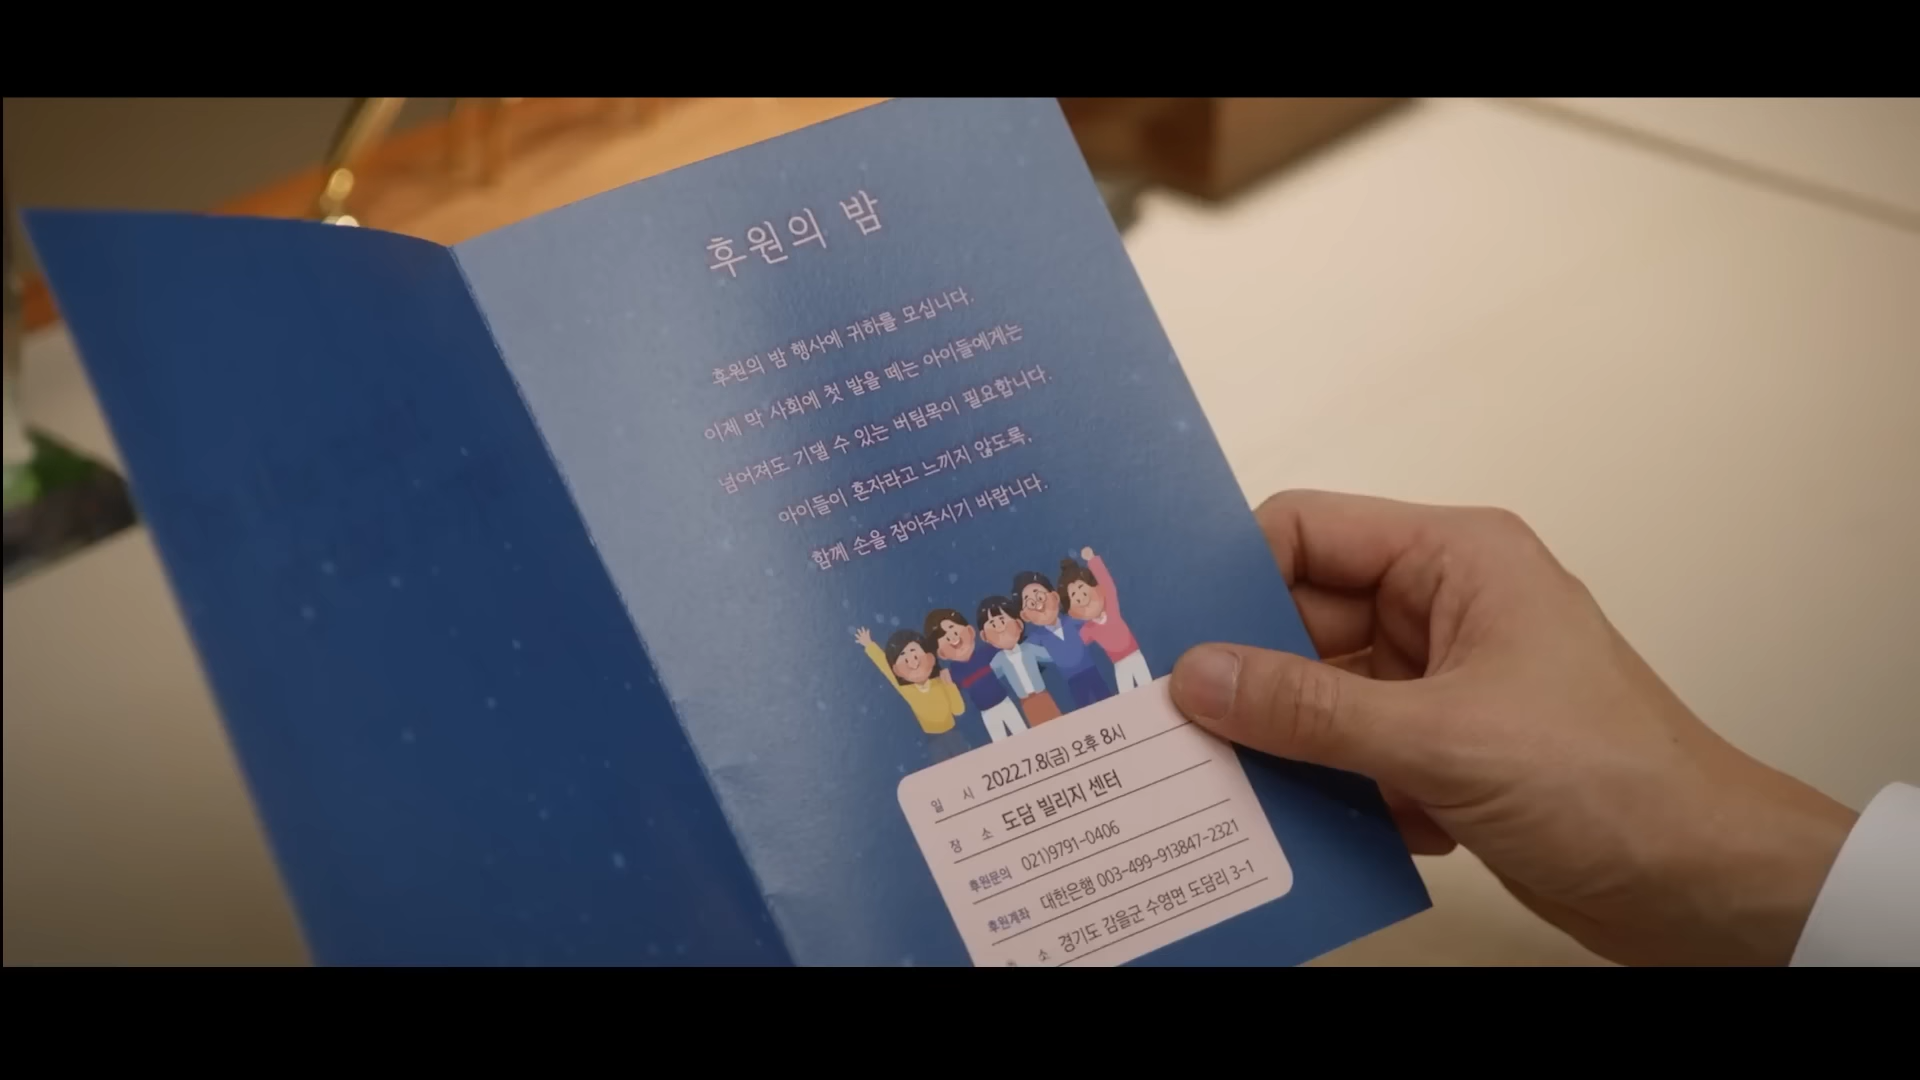 후원의 밤
후원의 밤 행사에 귀하를 모십니다.
이제 막 사회에 첫 발을 떼는 아이들에게는
넘어져도 기댈 수 있는 버팀목이 필요합니다.
아이들이 혼자라고 느끼지 않도록,
함께 손을 잡아주시기 바랍니다.
일 시 2022.7.8(금) 오후 8시
장 소 도담 빌리지 센터
후원문의 021)9791-0406
후원계좌 대한은행 003-499-913847-2321
소 경기도 감을군 수영면 도담리 3-1